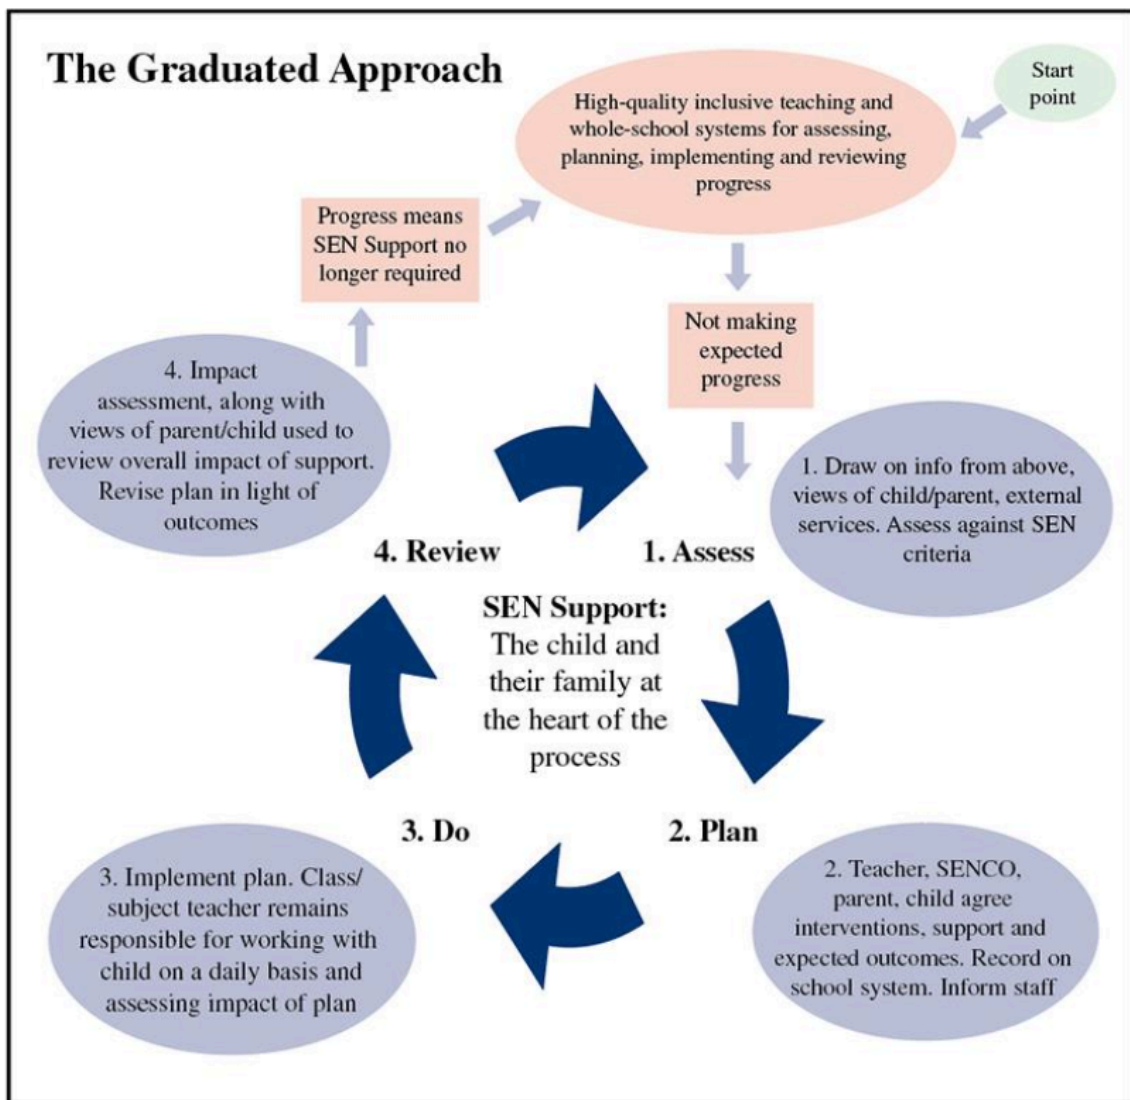 The Graduated Approach
Start
point
High-quality inclusive teaching and
whole-school systems for assessing,
planning, implementing and reviewing
progress
Progress means
SEN Support no
longer required
Not making
expected
progress
4. Impact
assessment, along with
views of parent/child used to
review overall impact of support.
Revise plan in light of
outcomes
1. Draw on info from above,
views of child/parent, external
services. Assess against SEN
criteria
4. Review
1. Assess
SEN Support:
The child and
their family at
the heart of the
process
3. Do
2. Plan
3. Implement plan. Class/
subject teacher remains
responsible for working with
child on a daily basis and
assessing impact of plan
2. Teacher, SENCO,
parent, child agree
interventions, support and
expected outcomes. Record on
school system. Inform staff